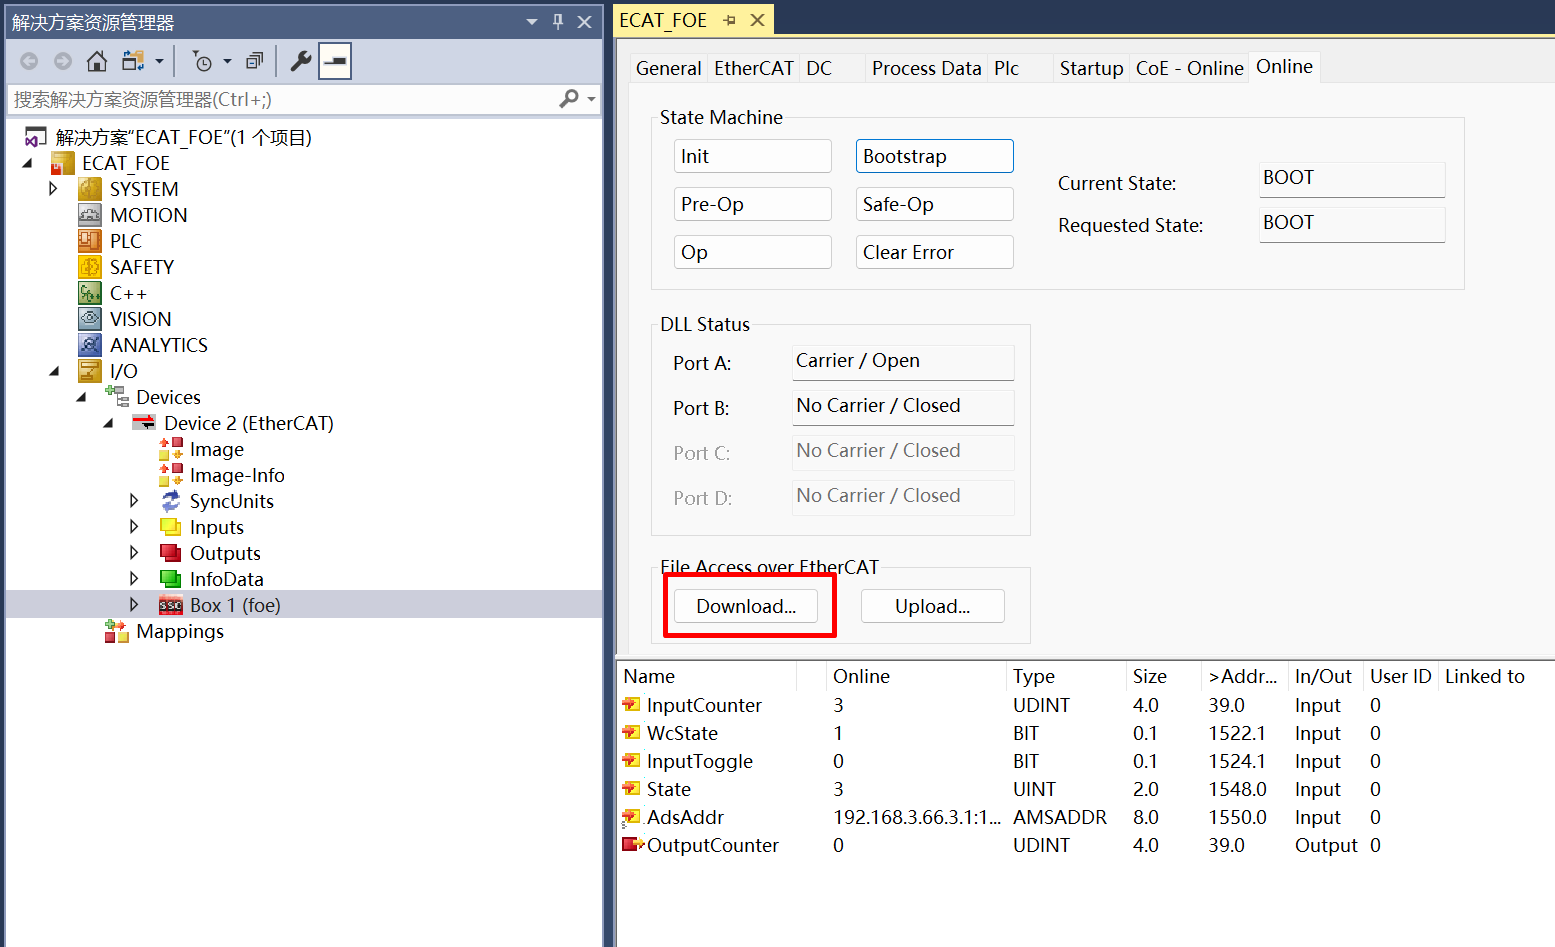 解决方案资源管理器
搜索解决方案资源管理器(Ctrl+;)
解决方案"ECAT_FOE"(1 个项目)
ECAT_FOE
SYSTEM
MOTION
PLC
SAFETY
C++
VISION
ANALYTICS
I/O
Devices
Device 2 (EtherCAT)
Image
Image-Info
SyncUnits
Inputs
Outputs
InfoData
Box 1 (foe)
Mappings
ECAT_FOE
General EtherCAT DC Process Data Plc Startup CoE - Online Online
State Machine
Init Bootstrap
Pre-Op Safe-Op
Op Clear Error
Current State: BOOT
Requested State: BOOT
DLL Status
Port A: Carrier / Open
Port B: No Carrier / Closed
Port C: No Carrier / Closed
Port D: No Carrier / Closed
File Access over EtherCAT
Download... Upload...
Name Online Type Size >Addr... In/Out User ID Linked to
InputCounter 3 UDINT 4.0 39.0 Input 0
WcState 1 BIT 0.1 1522.1 Input 0
InputToggle 0 BIT 0.1 1524.1 Input 0
State 3 UINT 2.0 1548.0 Input 0
AdsAddr 192.168.3.66.3.1:1... AMSADDR 8.0 1550.0 Input 0
OutputCounter 0 UDINT 4.0 39.0 Output 0